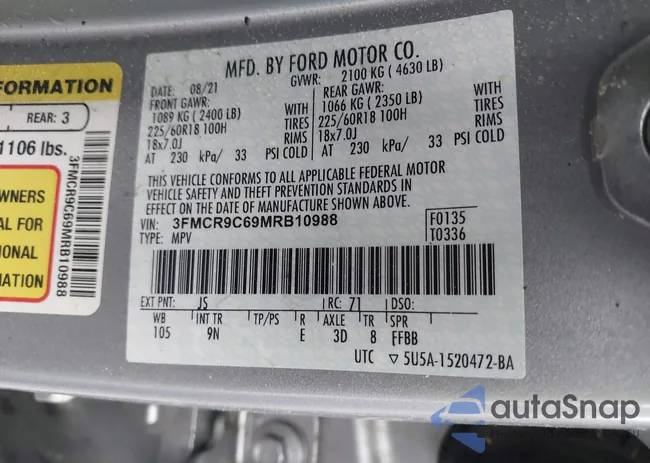 FORMATION
REAR: 3
1106 lbs.
WNERS
AL FOR
IONAL
MATION
3FMCR9C69MRB10988
MFD. BY FORD MOTOR CO.
DATE: 08/21 GVWR: 2100 KG ( 4630 LB)
FRONT GAWR: REAR GAWR:
1089 KG ( 2400 LB) WITH 1066 KG ( 2350 LB) WITH
225/60R18 100H TIRES 225/60R18 100H TIRES
18x7.0J RIMS 18x7.0J RIMS
AT 230 kPa/ 33 PSI COLD AT 230 kPa/ 33 PSI COLD
THIS VEHICLE CONFORMS TO ALL APPLICABLE FEDERAL MOTOR
VEHICLE SAFETY AND THEFT PREVENTION STANDARDS IN
EFFECT ON THE DATE OF MANUFACTURE SHOWN ABOVE.
VIN: 3FMCR9C69MRB10988 F0135
TYPE: MPV T0336
EXT PNT: JS RC: 71 DSO:
WB INT TR TP/PS R AXLE TR SPR
105 9N E 3D 8 FFBB
UTC ▽ 5U5A-1520472-BA
autoSnap